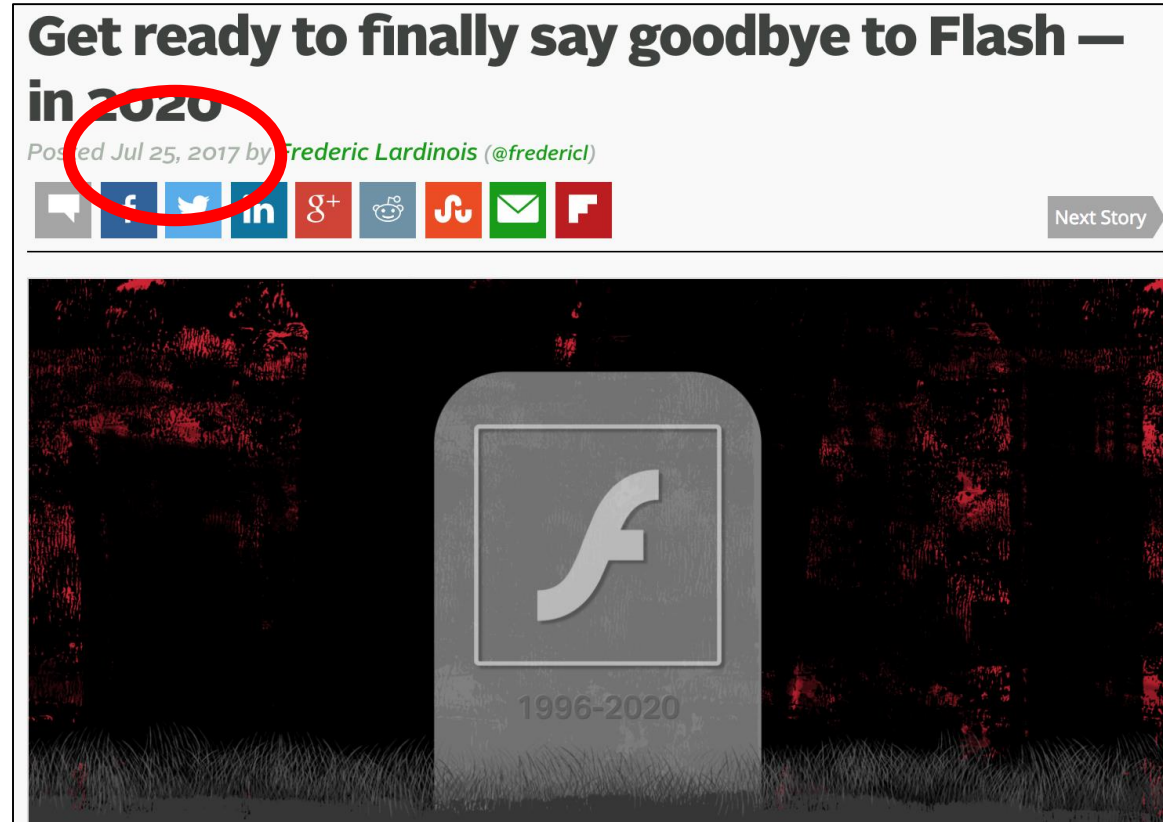 Get ready to finally say goodbye to Flash —
in 2020
Posted Jul 25, 2017 by Frederic Lardinois (@fredericl)
f in g+
Next Story
f
1996-2020